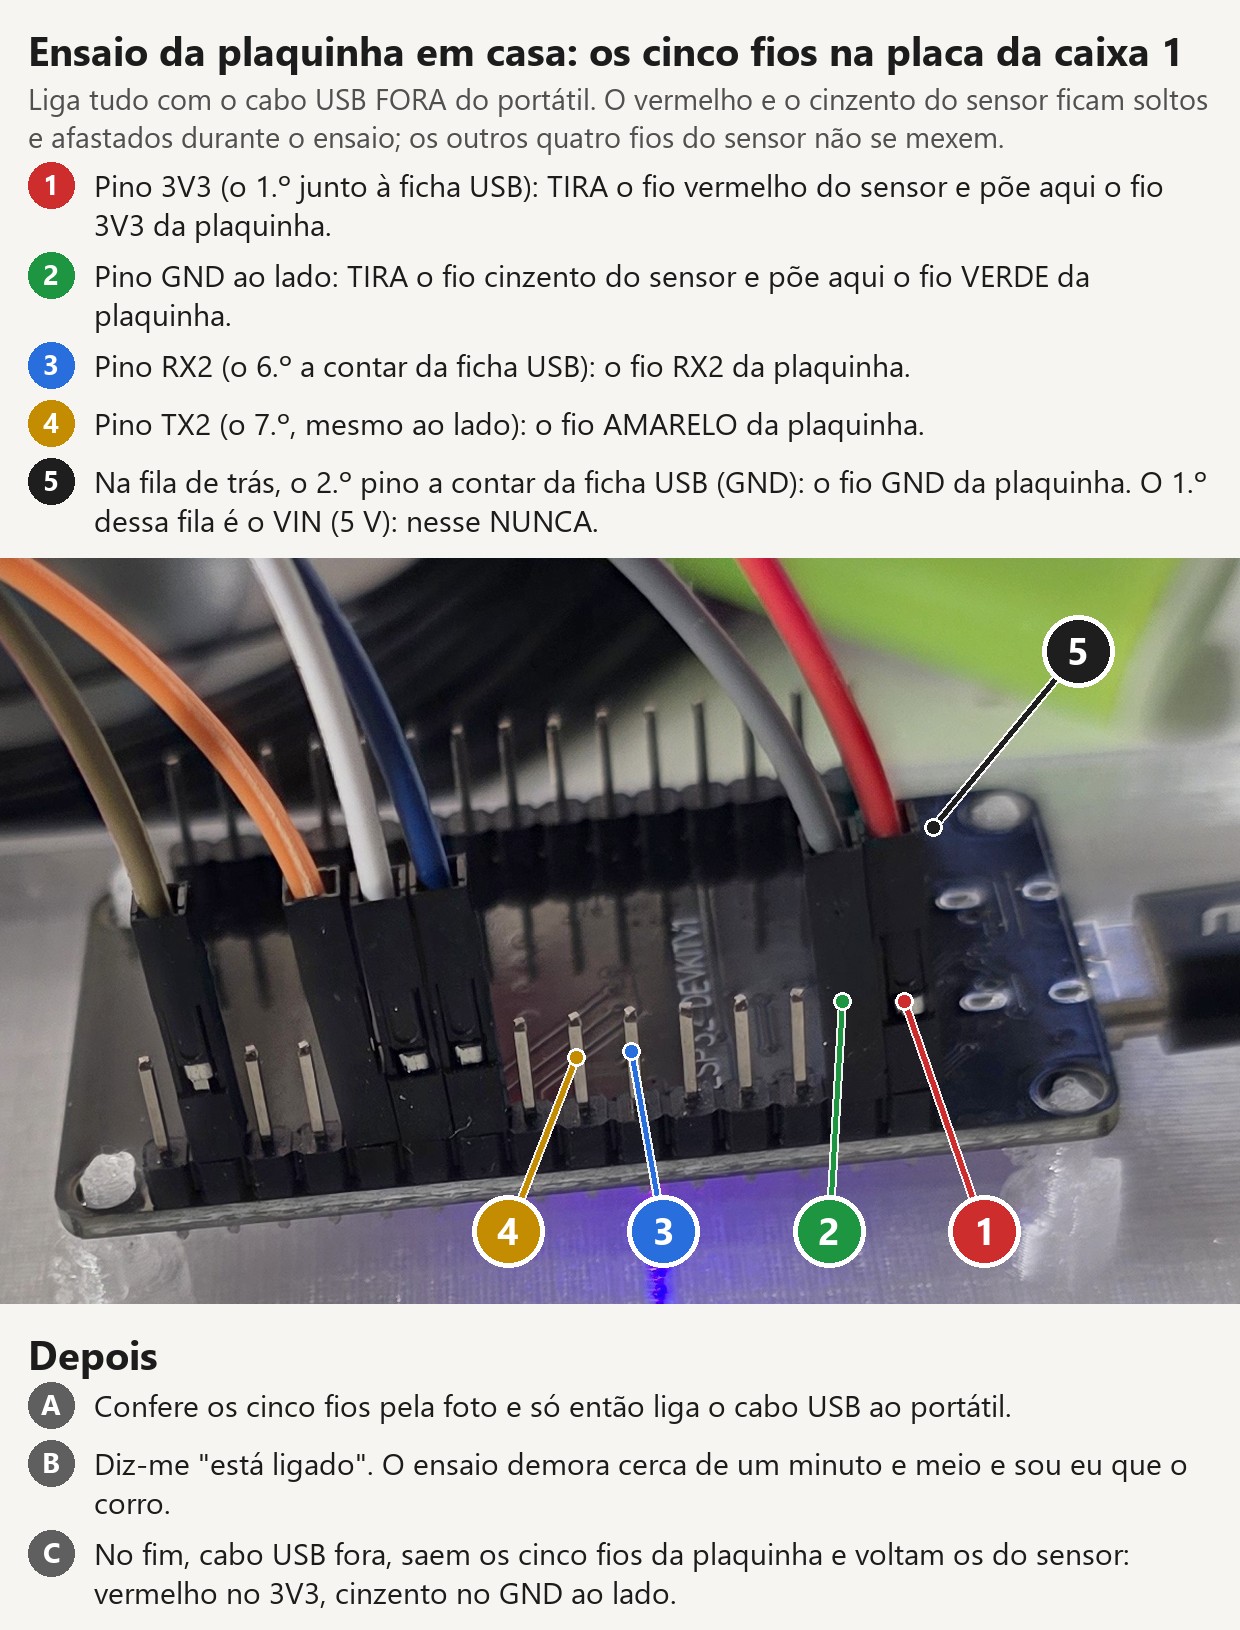 Ensaio da plaquinha em casa: os cinco fios na placa da caixa 1
Liga tudo com o cabo USB FORA do portátil. O vermelho e o cinzento do sensor ficam soltos
e afastados durante o ensaio; os outros quatro fios do sensor não se mexem.
1 Pino 3V3 (o 1.º junto à ficha USB): TIRA o fio vermelho do sensor e põe aqui o fio
3V3 da plaquinha.
2 Pino GND ao lado: TIRA o fio cinzento do sensor e põe aqui o fio VERDE da
plaquinha.
3 Pino RX2 (o 6.º a contar da ficha USB): o fio RX2 da plaquinha.
4 Pino TX2 (o 7.º, mesmo ao lado): o fio AMARELO da plaquinha.
5 Na fila de trás, o 2.º pino a contar da ficha USB (GND): o fio GND da plaquinha. O 1.º
dessa fila é o VIN (5 V): nesse NUNCA.
5
DEVKITV1
4 3 2 1
Depois
A Confere os cinco fios pela foto e só então liga o cabo USB ao portátil.
B Diz-me "está ligado". O ensaio demora cerca de um minuto e meio e sou eu que o
corro.
C No fim, cabo USB fora, saem os cinco fios da plaquinha e voltam os do sensor:
vermelho no 3V3, cinzento no GND ao lado.